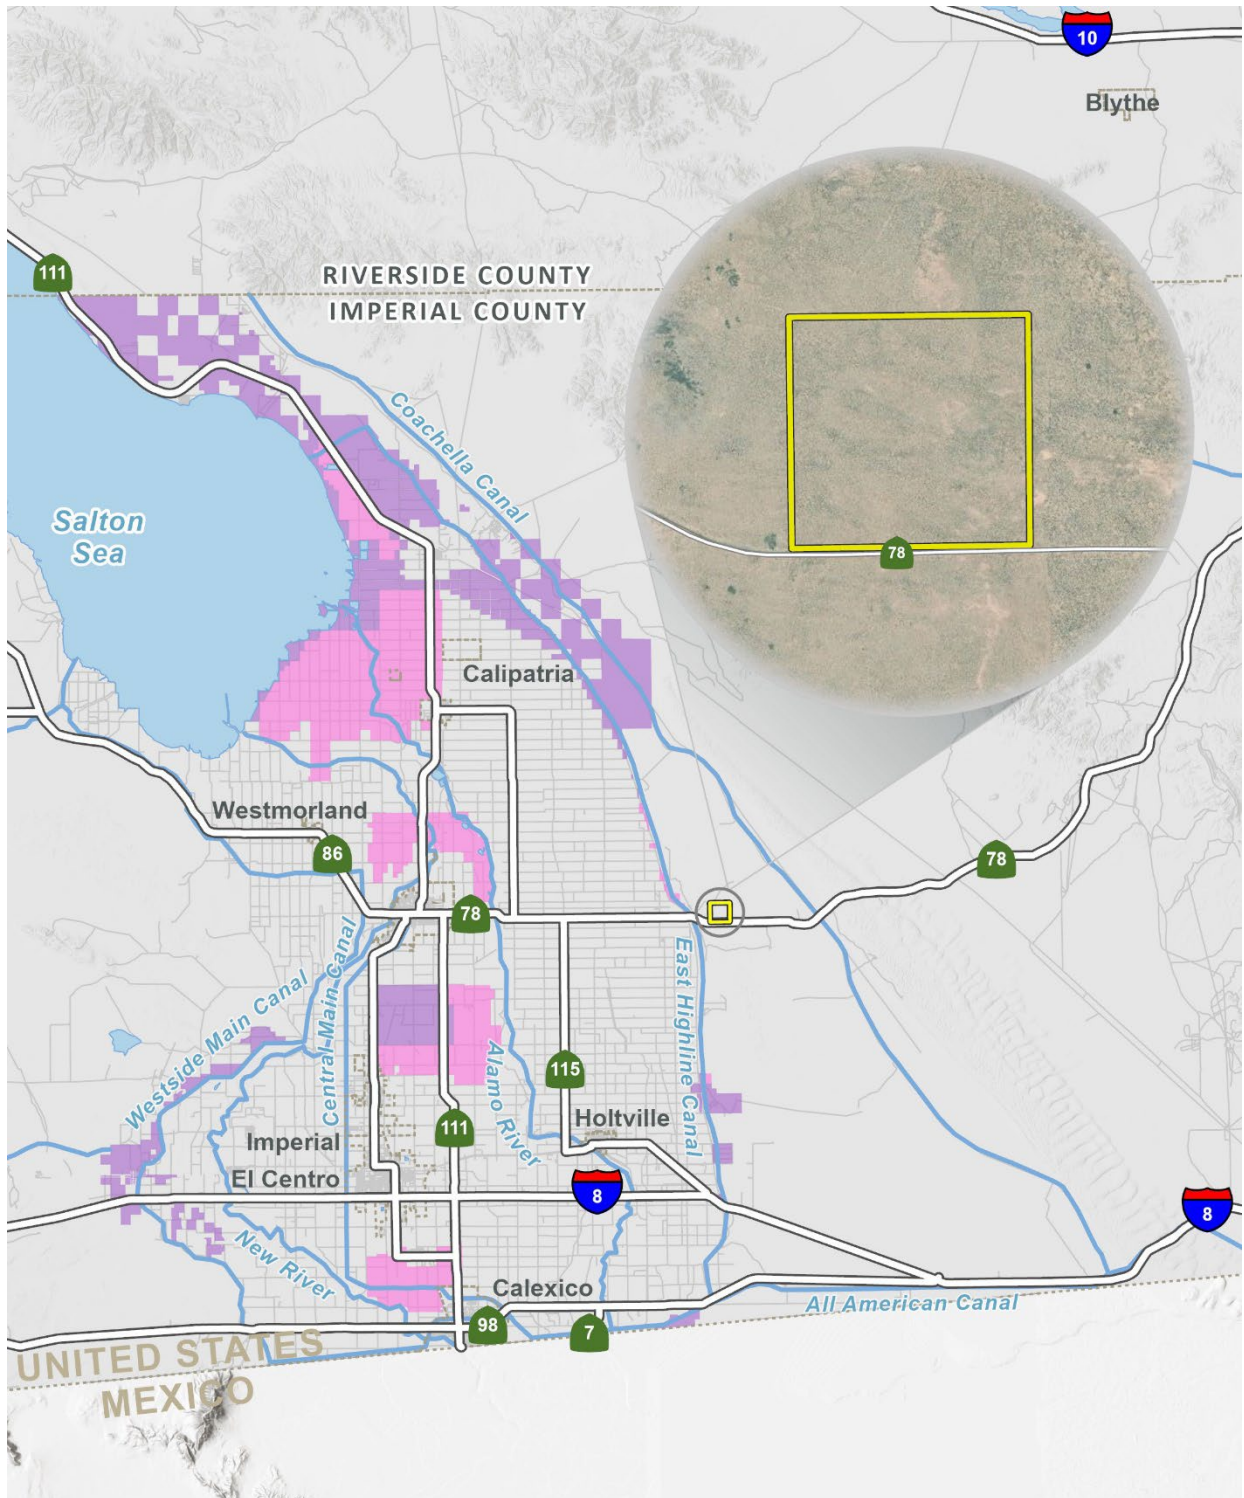 10
Blythe
111
RIVERSIDE COUNTY
IMPERIAL COUNTY
Coachella Canal
Salton
Sea
78
Calipatria
Westmorland
86
78
78
East Highline Canal
Westside Main Canal
Central Main Canal
Alamo River
115
111
Holtville
Imperial
El Centro
8
8
New River
Calexico
All American Canal
98
7
UNITED STATES
MEXICO